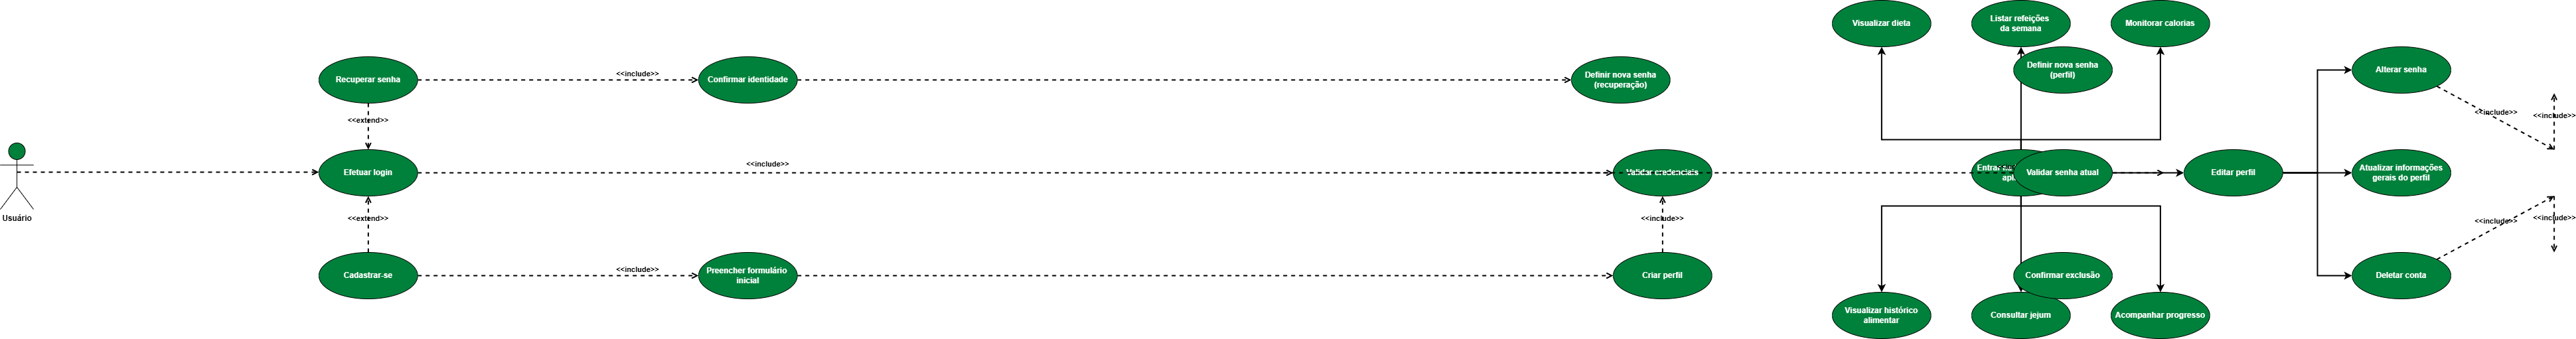 Visualizar dieta
Listar refeições
da semana
Monitorar calorias
Recuperar senha
<<include>>
Confirmar identidade
Definir nova senha
(recuperação)
Definir nova senha
(perfil)
Alterar senha
<<extend>>
<<include>>
<<include>>
Usuário
Efetuar login
<<include>>
Validar credenciais
Validar senha atual
Editar perfil
Atualizar informações
gerais do perfil
<<extend>>
<<include>>
<<include>>
<<include>>
Cadastrar-se
<<include>>
Preencher formulário
inicial
Criar perfil
Confirmar exclusão
Deletar conta
Visualizar histórico
alimentar
Consultar jejum
Acompanhar progresso